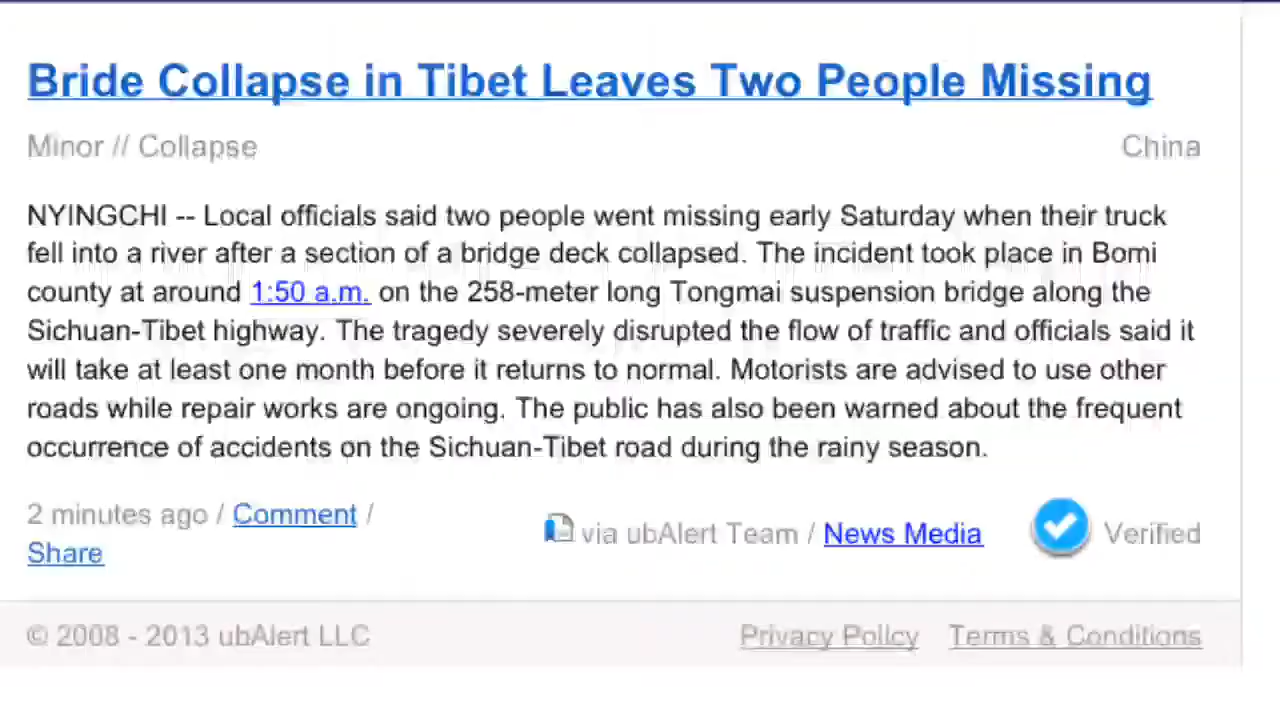 Bride Collapse in Tibet Leaves Two People Missing
Minor // Collapse China
NYINGCHI -- Local officials said two people went missing early Saturday when their truck
fell into a river after a section of a bridge deck collapsed. The incident took place in Bomi
county at around 1:50 a.m. on the 258-meter long Tongmai suspension bridge along the
Sichuan-Tibet highway. The tragedy severely disrupted the flow of traffic and officials said it
will take at least one month before it returns to normal. Motorists are advised to use other
roads while repair works are ongoing. The public has also been warned about the frequent
occurrence of accidents on the Sichuan-Tibet road during the rainy season.
2 minutes ago / Comment /
Share
via ubAlert Team / News Media Verified
© 2008 - 2013 ubAlert LLC Privacy Policy Terms & Conditions